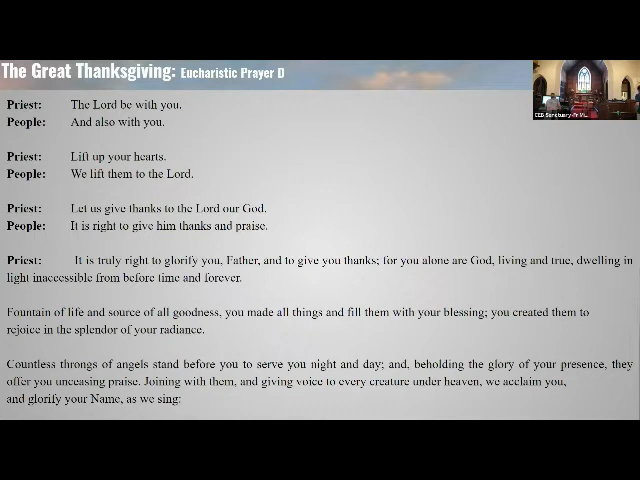 The Great Thanksgiving: Eucharistic Prayer D
Priest: The Lord be with you.
People: And also with you.
Priest: Lift up your hearts.
People: We lift them to the Lord.
Priest: Let us give thanks to the Lord our God.
People: It is right to give him thanks and praise.
Priest: It is truly right to glorify you, Father, and to give you thanks; for you alone are God, living and true, dwelling in
light inaccessible from before time and forever.
Fountain of life and source of all goodness, you made all things and fill them with your blessing; you created them to
rejoice in the splendor of your radiance.
Countless throngs of angels stand before you to serve you night and day; and, beholding the glory of your presence, they
offer you unceasing praise. Joining with them, and giving voice to every creature under heaven, we acclaim you,
and glorify your Name, as we sing:
Sanctuary-Fr